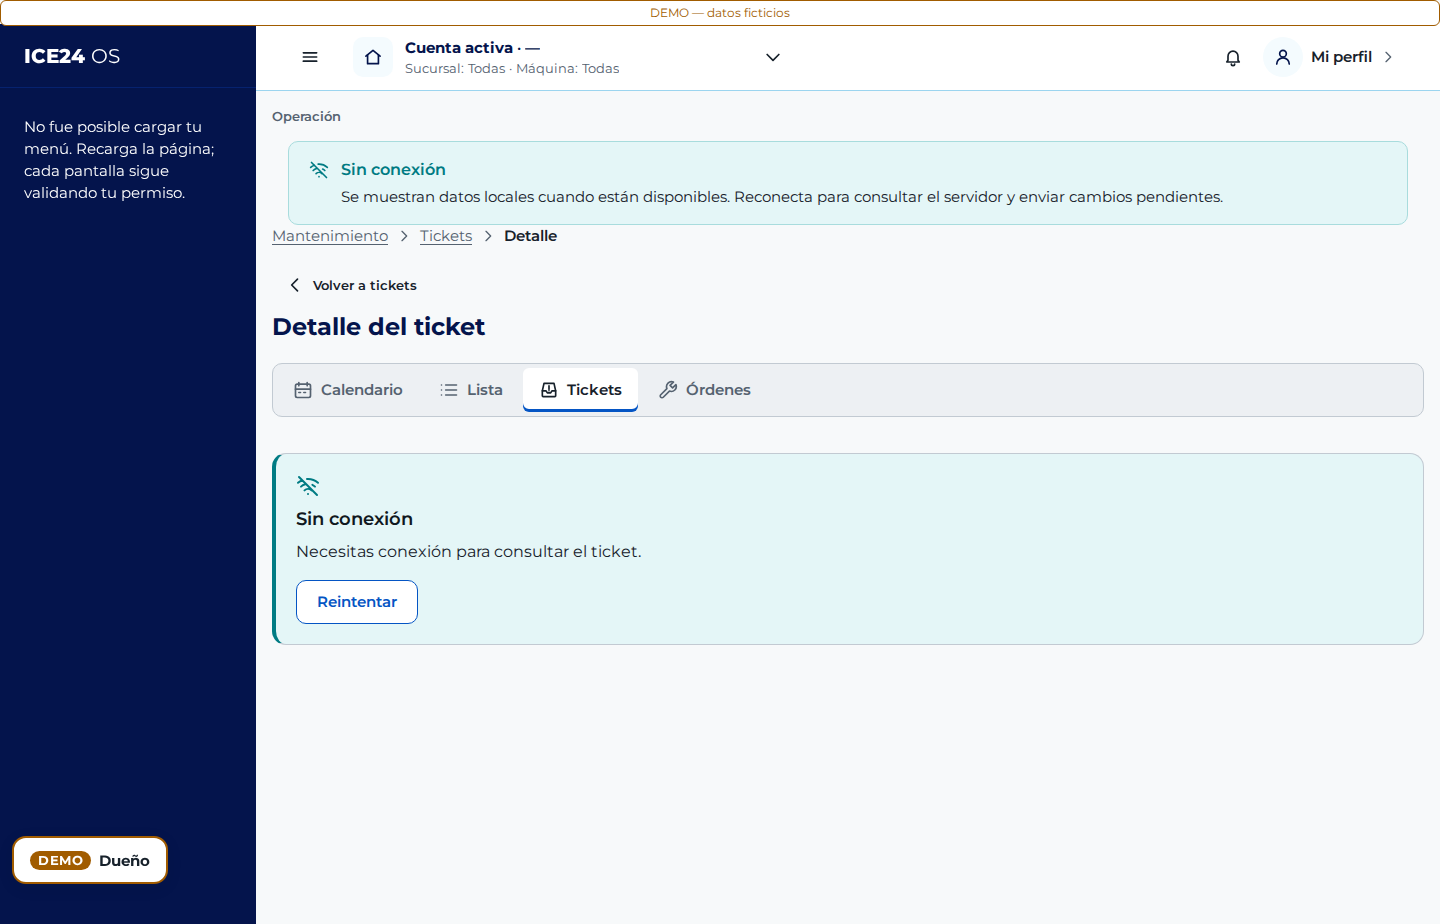 DEMO — datos ficticios
ICE24 OS
Cuenta activa · —
Sucursal: Todas · Máquina: Todas
Mi perfil
No fue posible cargar tu
menú. Recarga la página;
cada pantalla sigue
validando tu permiso.
Operación
Sin conexión
Se muestran datos locales cuando están disponibles. Reconecta para consultar el servidor y enviar cambios pendientes.
Mantenimiento > Tickets > Detalle
Volver a tickets
Detalle del ticket
Calendario Lista Tickets Órdenes
Sin conexión
Necesitas conexión para consultar el ticket.
Reintentar
DEMO Dueño